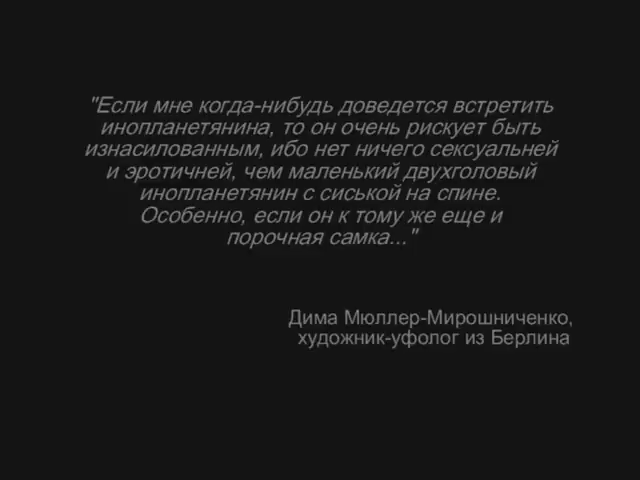 "Если мне когда-нибудь доведется встретить
инопланетянина, то он очень рискует быть
изнасилованным, ибо нет ничего сексуальней
и эротичней, чем маленький двухголовый
инопланетянин с сиськой на спине.
Особенно, если он к тому же еще и
порочная самка..."
Дима Мюллер-Мирошниченко,
художник-уфолог из Берлина